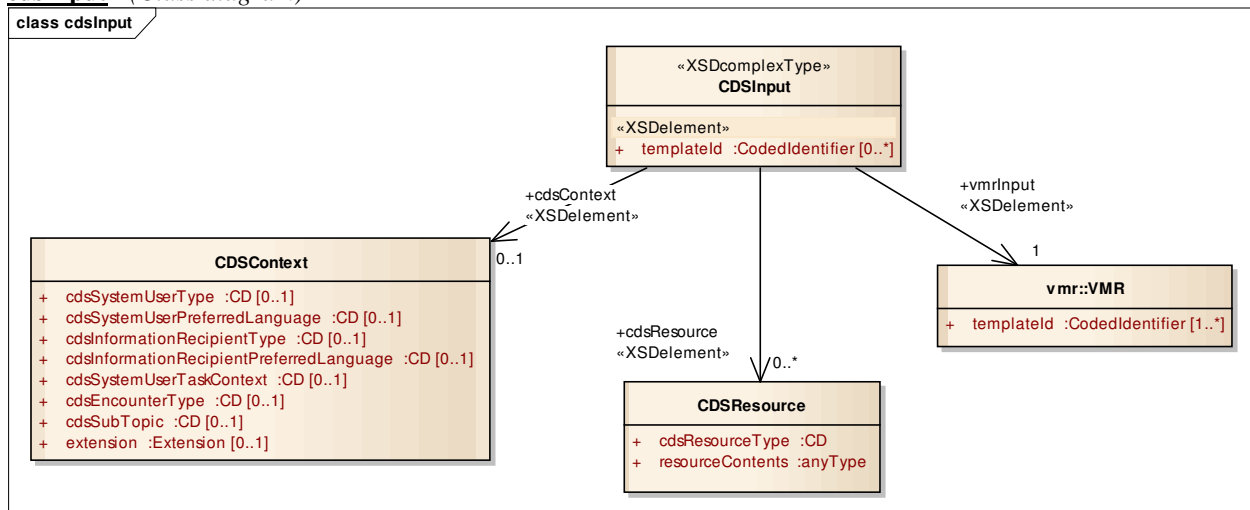 class cdsInput
«XSDcomplexType»
CDSInput
«XSDelement»
+ templateId :CodedIdentifier [0..*]
+cdsContext
«XSDelement»
0..1
+vmrInput
«XSDelement»
1
CDSContext
+ cdsSystemUserType :CD [0..1]
+ cdsSystemUserPreferredLanguage :CD [0..1]
+ cdsInformationRecipientType :CD [0..1]
+ cdsInformationRecipientPreferredLanguage :CD [0..1]
+ cdsSystemUserTaskContext :CD [0..1]
+ cdsEncounterType :CD [0..1]
+ cdsSubTopic :CD [0..1]
+ extension :Extension [0..1]
vmr::VMR
+ templateId :CodedIdentifier [1..*]
+cdsResource
«XSDelement»
0..*
CDSResource
+ cdsResourceType :CD
+ resourceContents :anyType